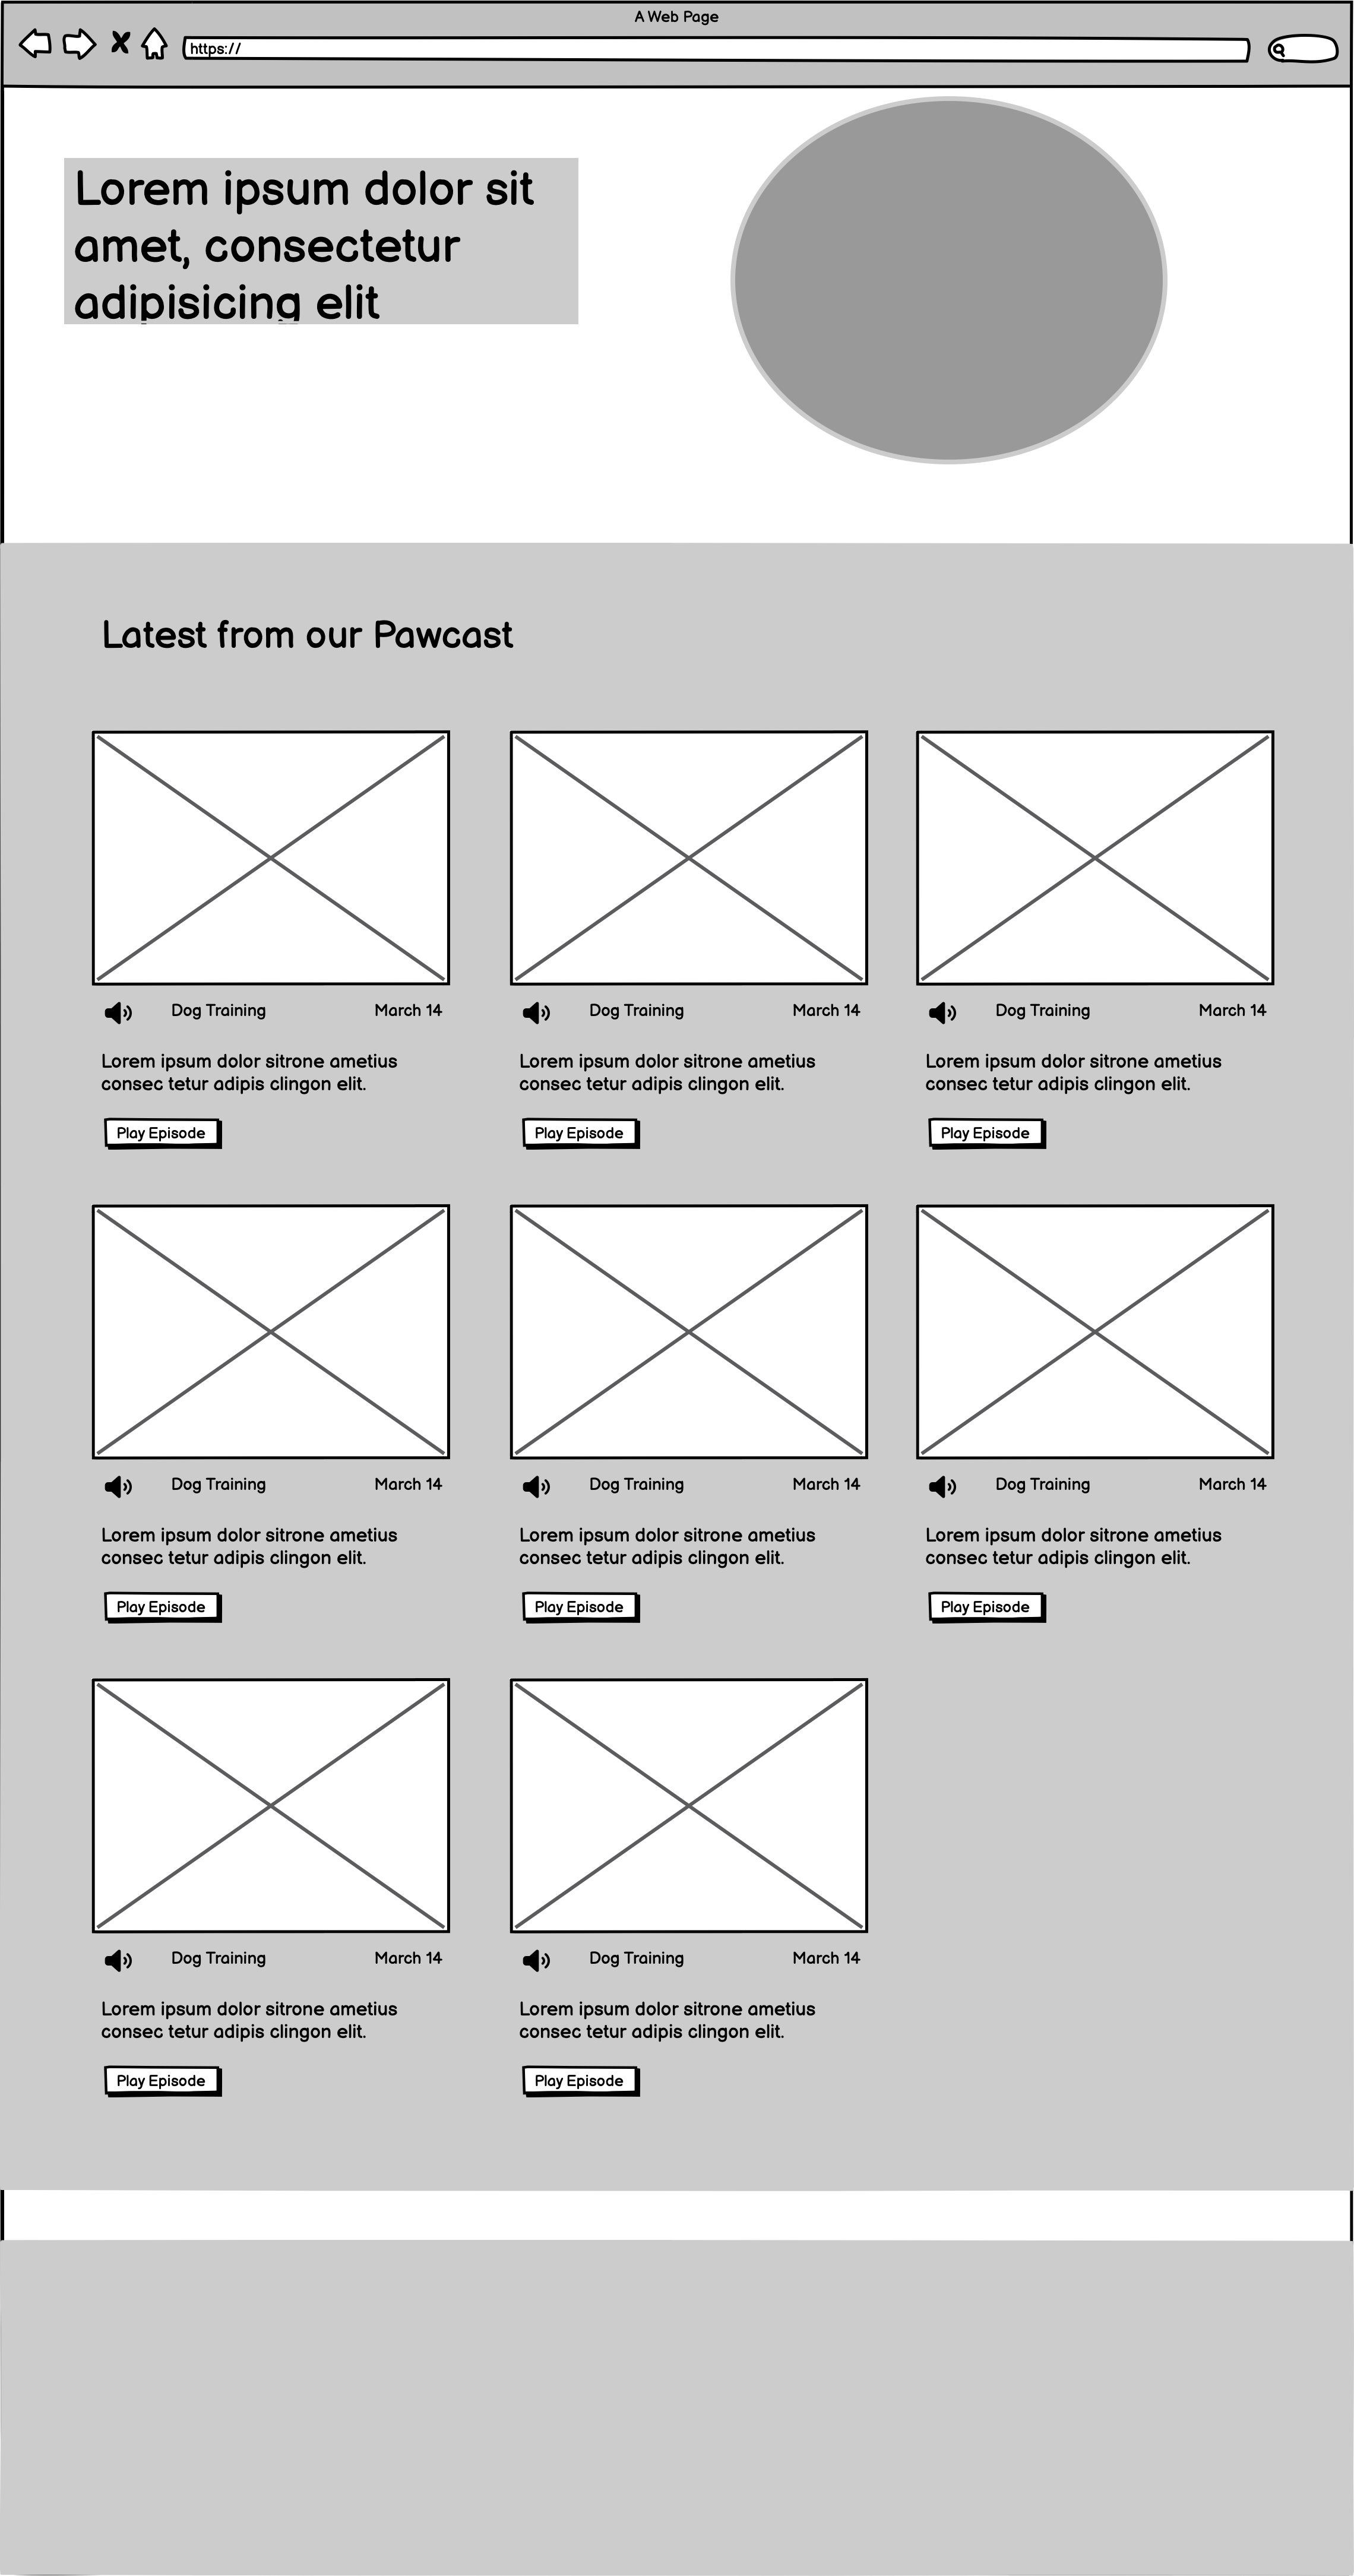 A Web Page
https://
Lorem ipsum dolor sit
amet, consectetur
adipisicing elit
Latest from our Pawcast
Dog Training March 14
Lorem ipsum dolor sitrone ametius
consec tetur adipis clingon elit.
Play Episode
Dog Training March 14
Lorem ipsum dolor sitrone ametius
consec tetur adipis clingon elit.
Play Episode
Dog Training March 14
Lorem ipsum dolor sitrone ametius
consec tetur adipis clingon elit.
Play Episode
Dog Training March 14
Lorem ipsum dolor sitrone ametius
consec tetur adipis clingon elit.
Play Episode
Dog Training March 14
Lorem ipsum dolor sitrone ametius
consec tetur adipis clingon elit.
Play Episode
Dog Training March 14
Lorem ipsum dolor sitrone ametius
consec tetur adipis clingon elit.
Play Episode
Dog Training March 14
Lorem ipsum dolor sitrone ametius
consec tetur adipis clingon elit.
Play Episode
Dog Training March 14
Lorem ipsum dolor sitrone ametius
consec tetur adipis clingon elit.
Play Episode